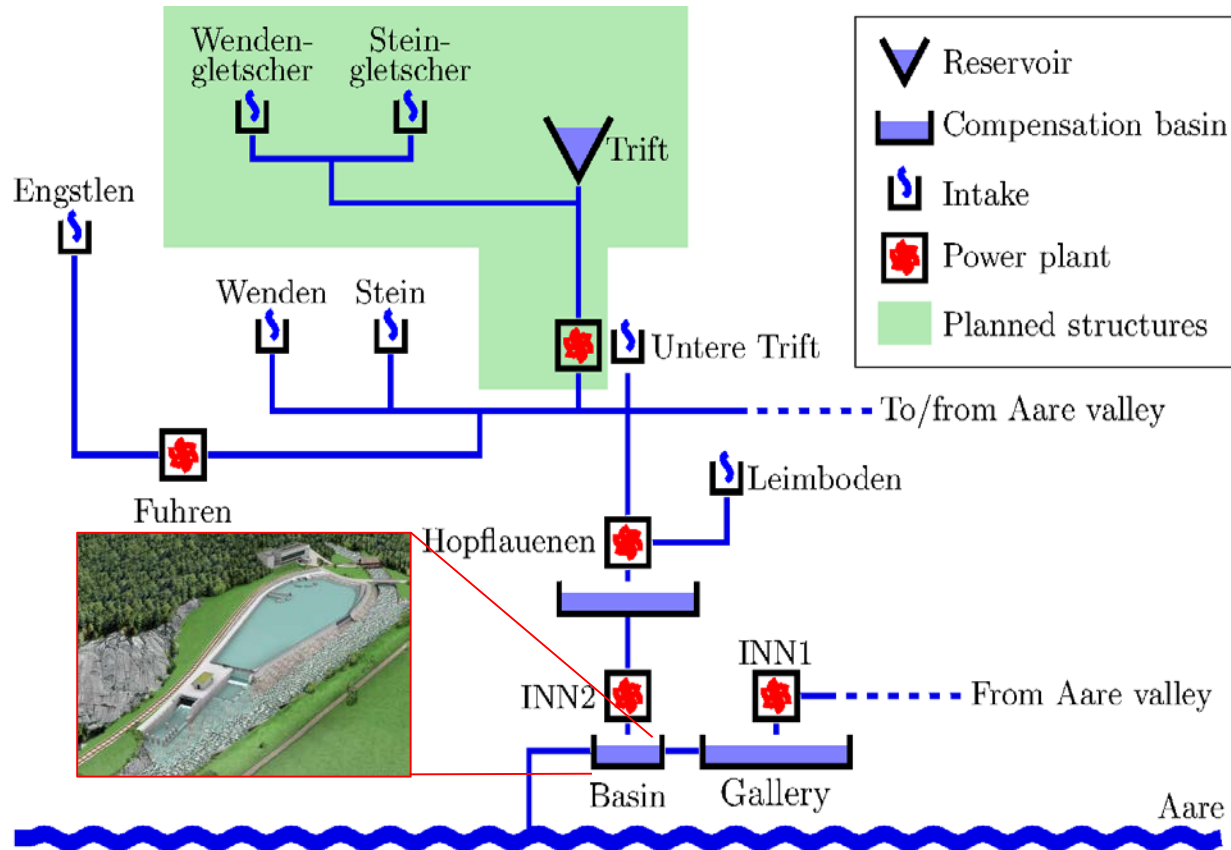 Wenden-
gletscher
Stein-
gletscher
Trift
Engstlen
Wenden
Stein
Untere Trift
To/from Aare valley
Fuhren
Leimboden
Hopflauenen
INN1
INN2
From Aare valley
Basin
Gallery
Aare
Reservoir
Compensation basin
Intake
Power plant
Planned structures